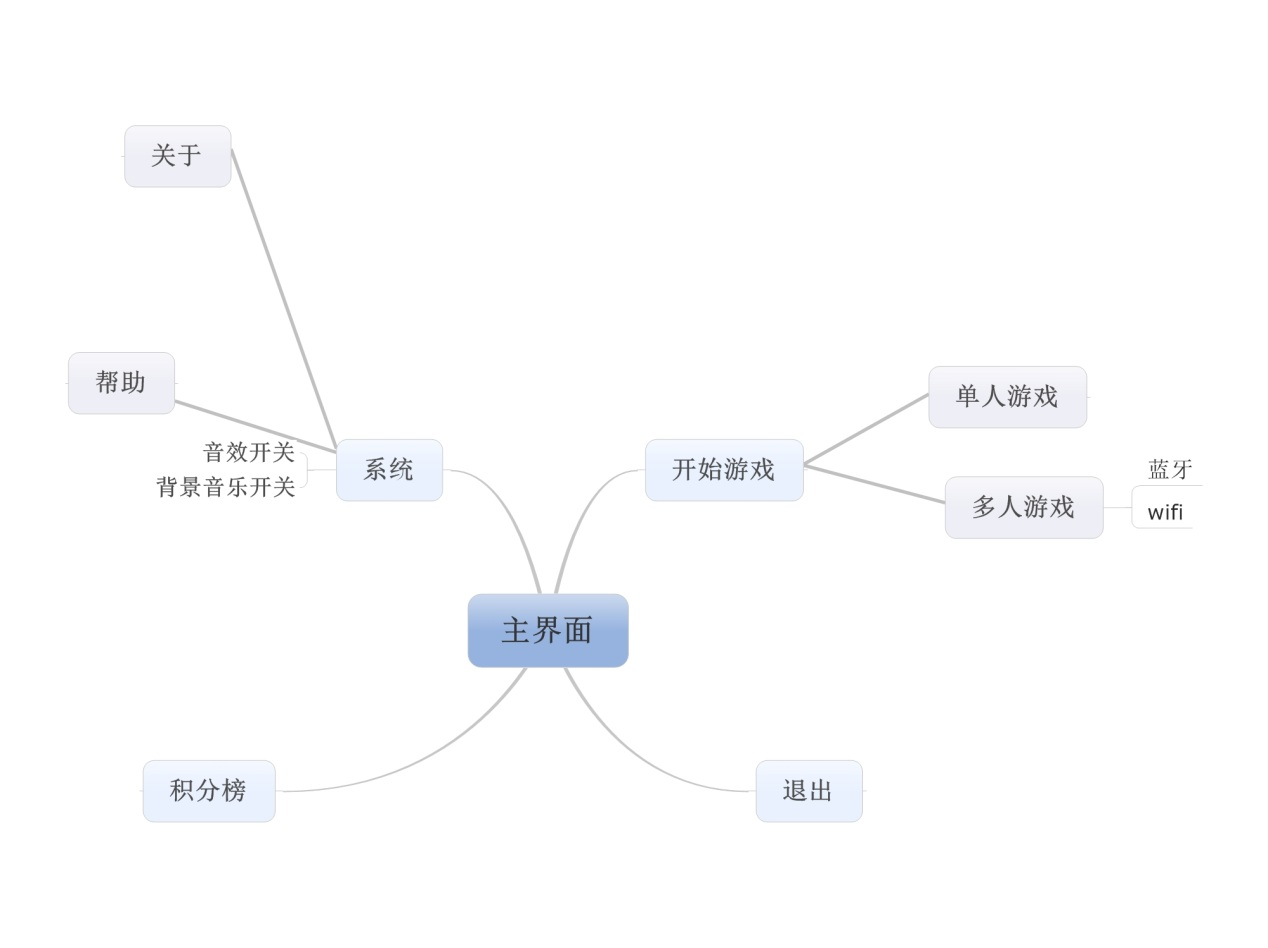 关于
帮助
音效开关
背景音乐开关
系统
开始游戏
单人游戏
多人游戏
蓝牙
wifi
主界面
积分榜
退出